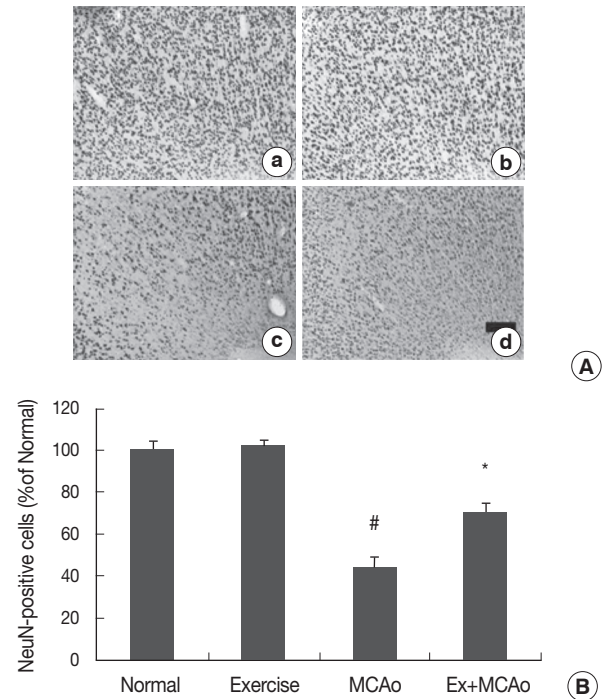 a
b
c
d
A
NeuN-positive cells (% of Normal)
120
100
80
60
40
20
0
#
*
Normal Exercise MCAo Ex+MCAo
B